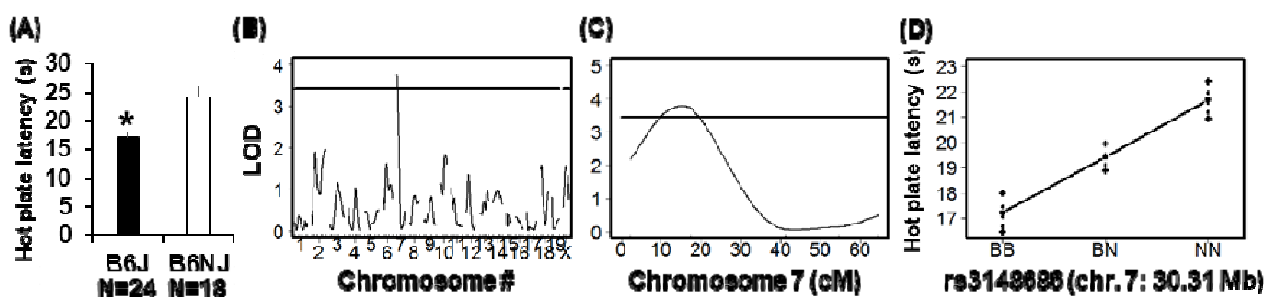 (A)
Hot plate latency (s)
30
25
20
15
10
5
0
*
B6J
N=24
B6NJ
N=18
(B)
LOD
4
3
2
1
0
1 2 3 4 5 6 7 8 9 10 11 12 13 14 15 16 17 18 19 X
Chromosome #
(C)
5
4
3
2
1
0
0 10 20 30 40 50 60
Chromosome 7 (cM)
(D)
Hot plate latency (s)
23
22
21
20
19
18
17
BB BN NN
rs3148686 (chr. 7: 30.31 Mb)